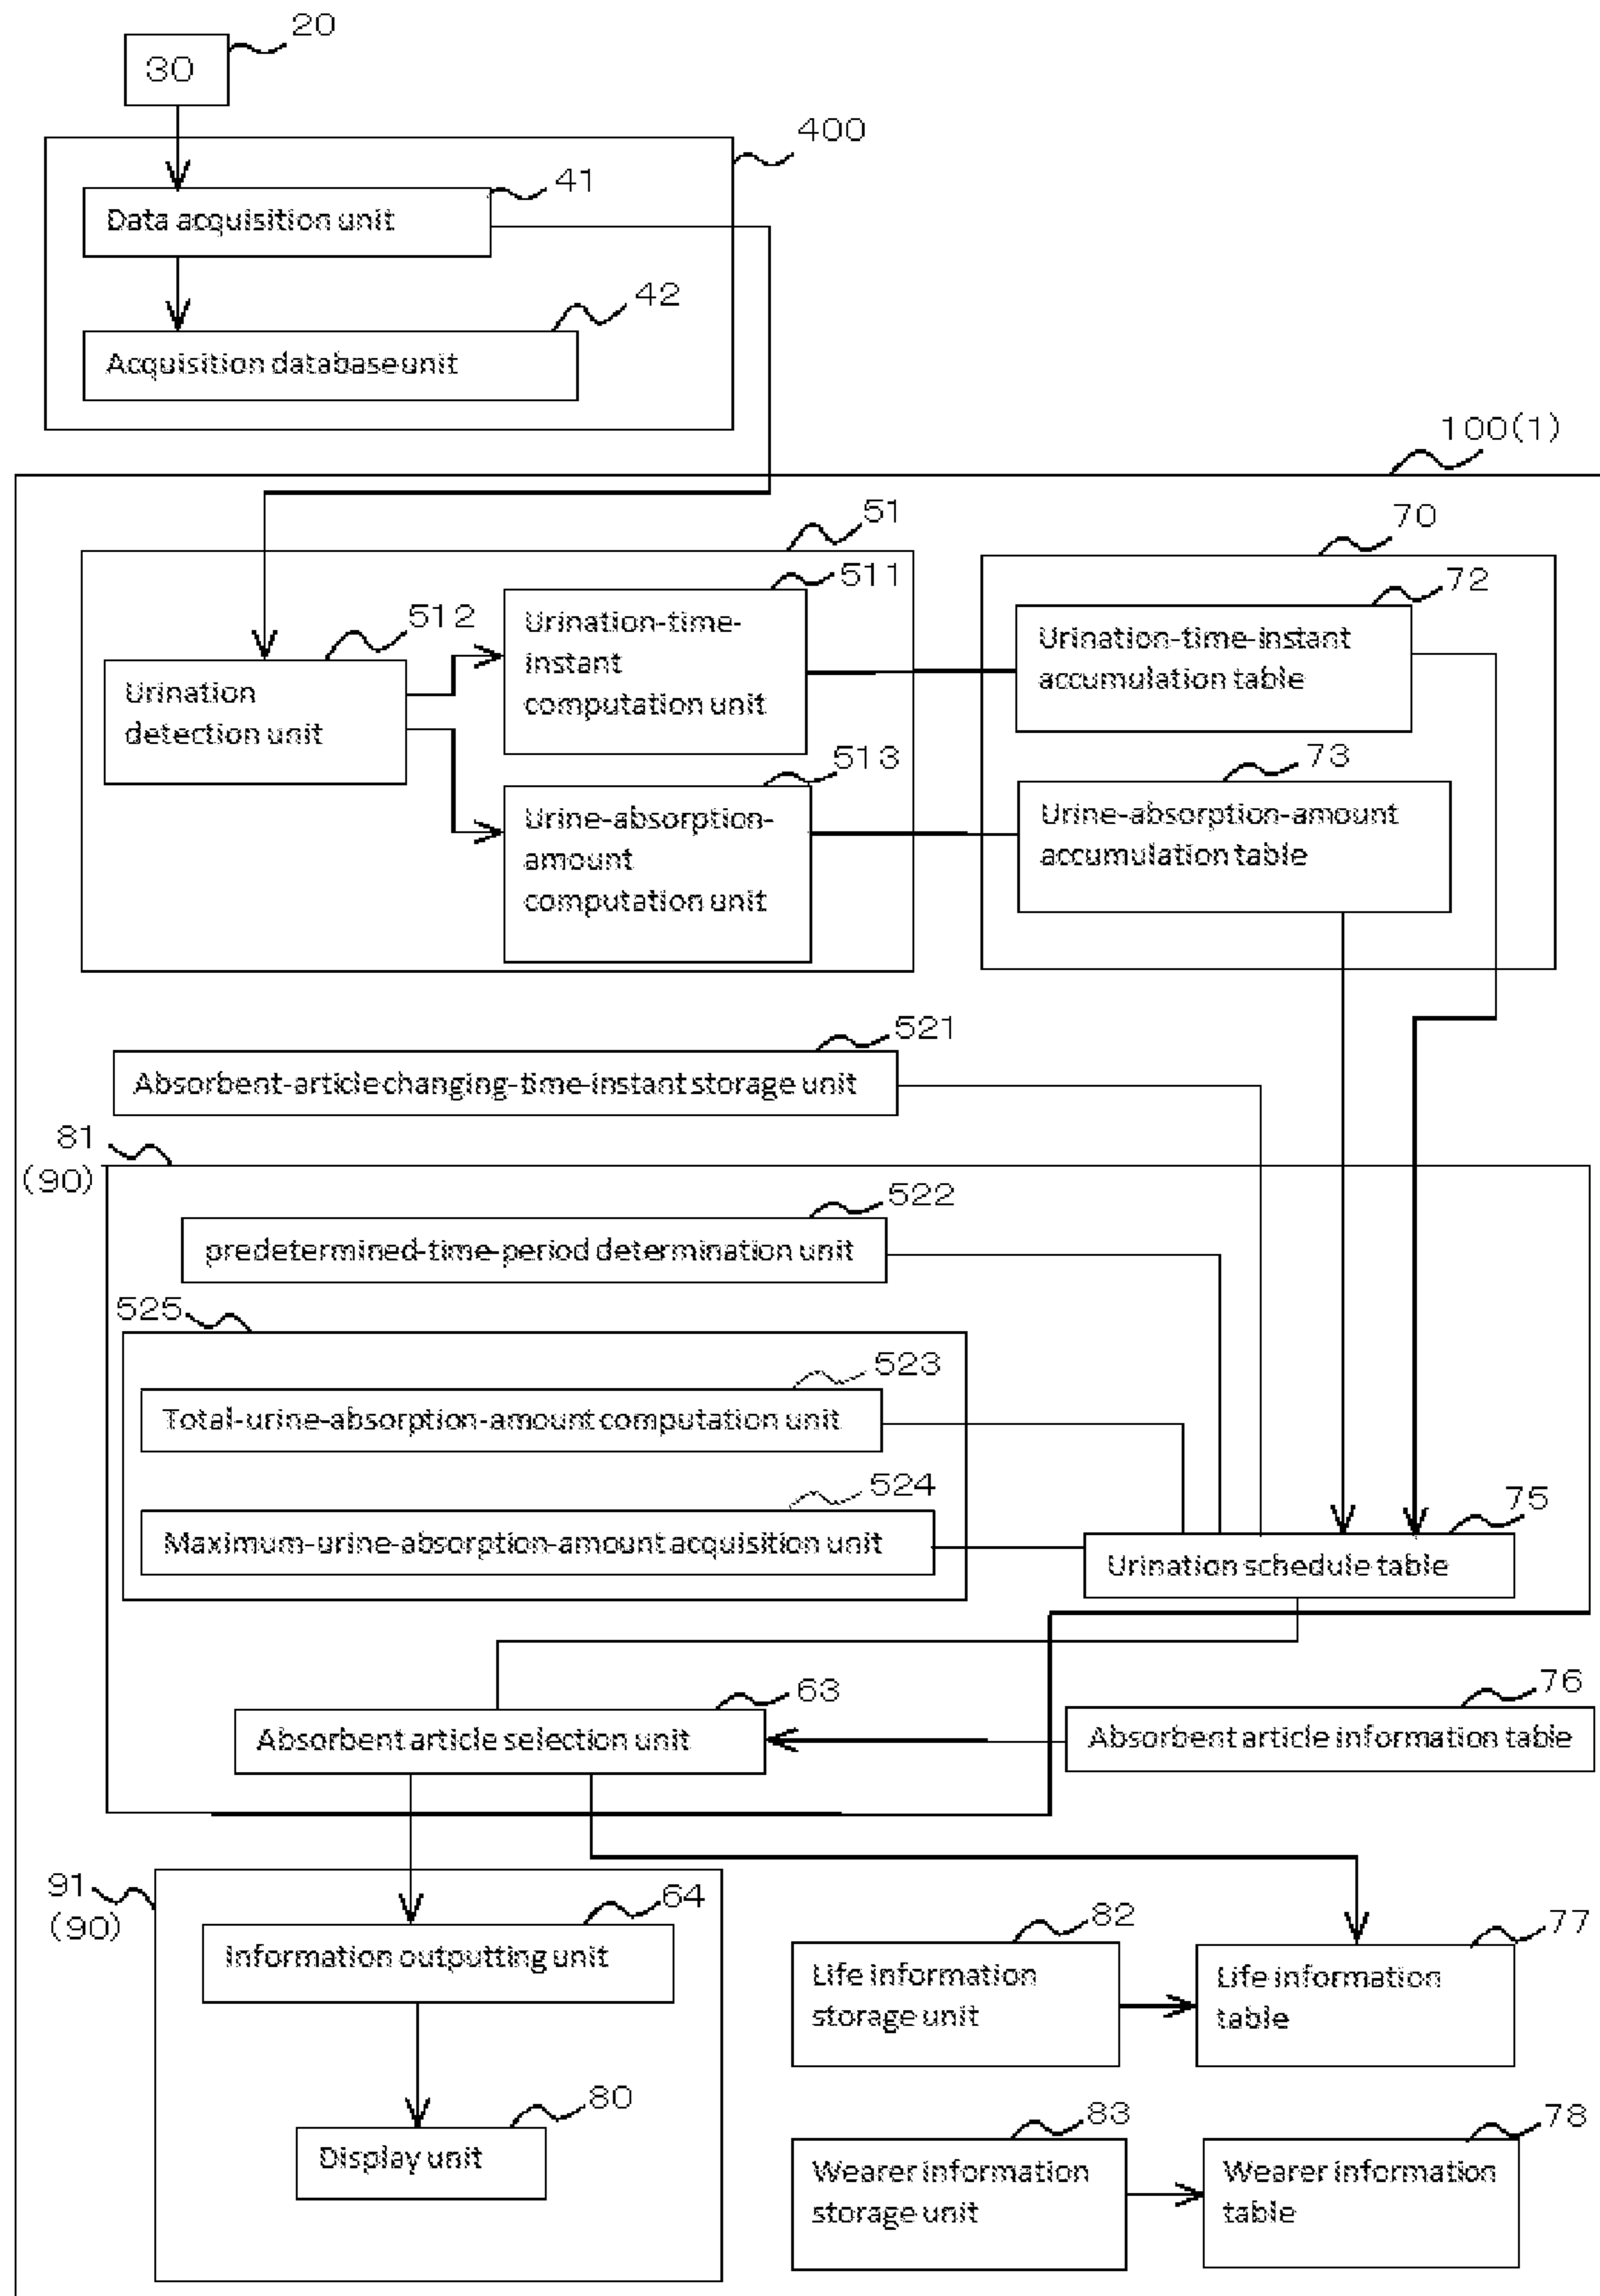 20
30
400
41
Data acquisition unit
42
Acquisition database unit
100(1)
51
70
511
72
512
Urination-time-
instant
computation unit
Urination-time-instant
accumulation table
Urination
detection unit
513
73
Urine-absorption-
amount
computation unit
Urine-absorption-amount
accumulation table
521
Absorbent-article changing-time-instant storage unit
81
(90)
522
predetermined-time-period determination unit
525
523
Total-urine-absorption-amount computation unit
524
75
Maximum-urine-absorption-amount acquisition unit
Urination schedule table
63
76
Absorbent article selection unit
Absorbent article information table
91
(90)
64
82
77
Information outputting unit
Life information
storage unit
Life information
table
80
83
78
Display unit
Wearer information
storage unit
Wearer information
table